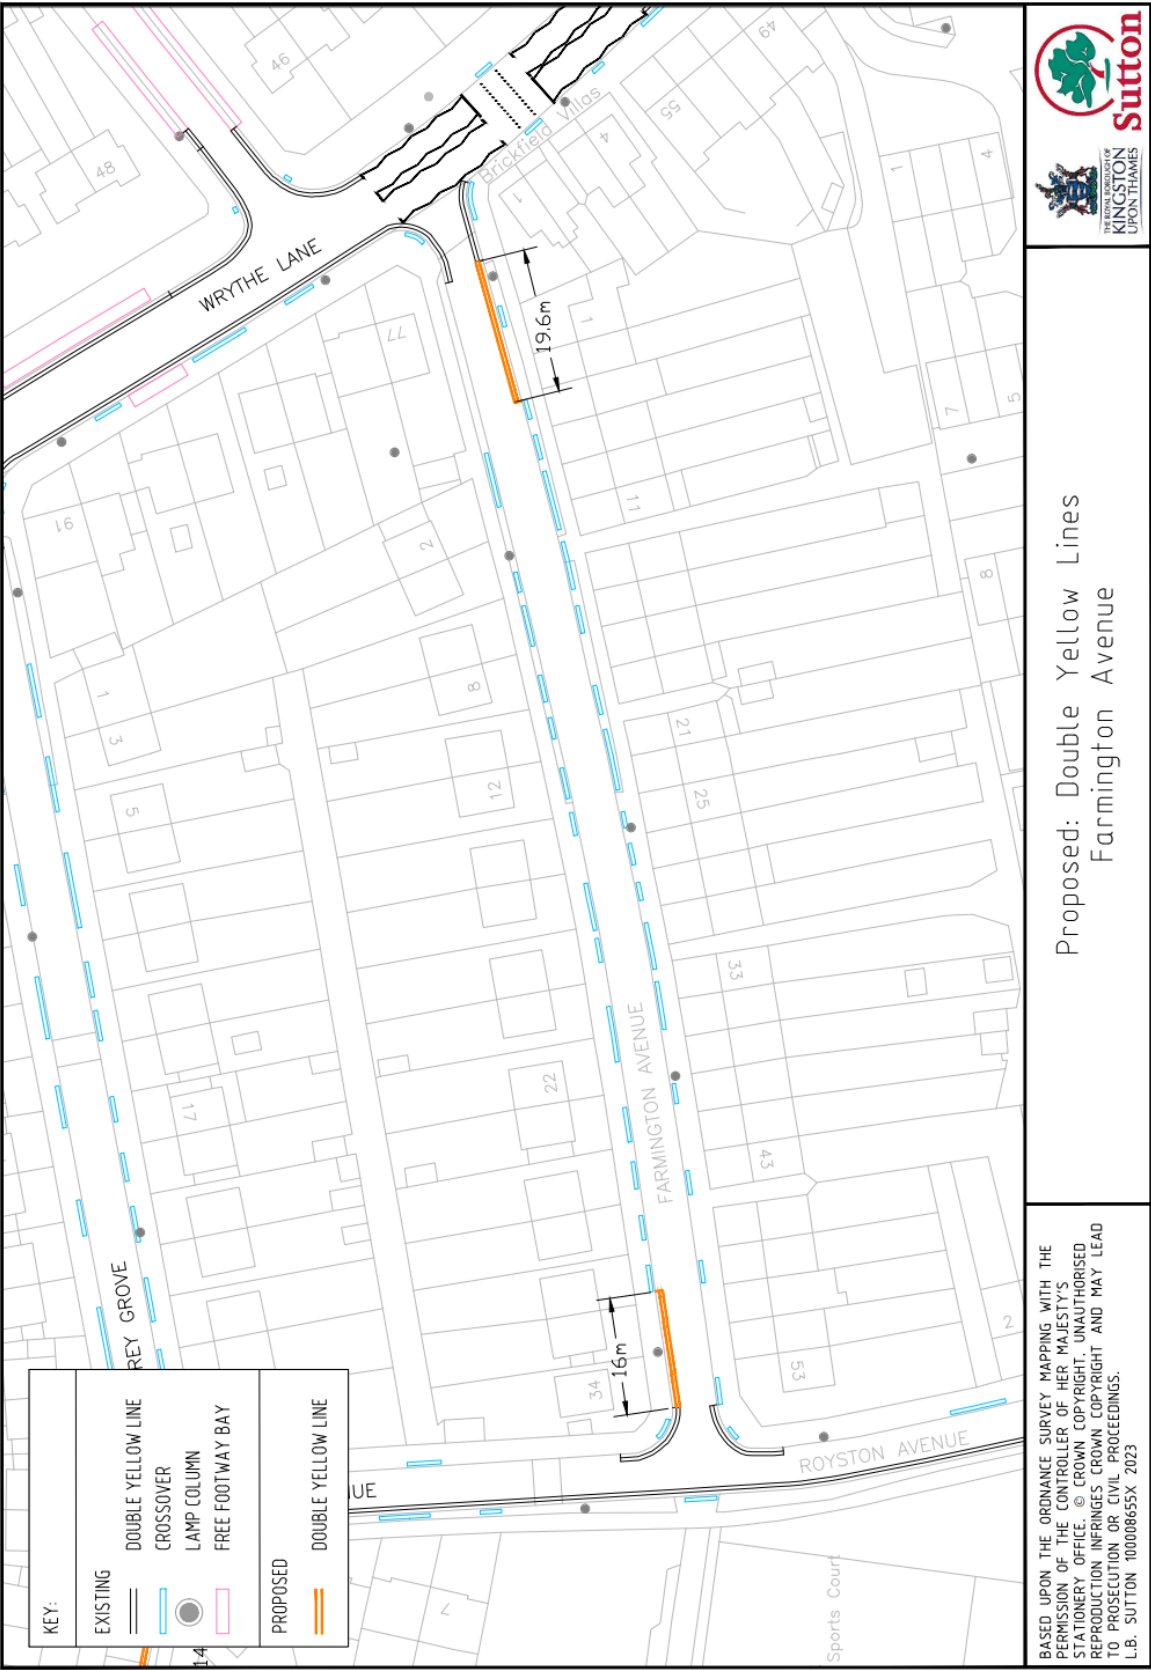 KEY:
EXISTING
DOUBLE YELLOW LINE
CROSSOVER
LAMP COLUMN
FREE FOOTWAY BAY
PROPOSED
DOUBLE YELLOW LINE
14
REY GROVE
UE
WRYTHE LANE
Brickfield Villas
FARMINGTON AVENUE
ROYSTON AVENUE
Sports Court
19.6m
16m
46
48
49
55
4
1
1
4
77
91
1
3
5
17
2
8
12
22
34
1
11
21
25
33
43
53
2
7
5
8
7
BASED UPON THE ORDNANCE SURVEY MAPPING WITH THE
PERMISSION OF THE CONTROLLER OF HER MAJESTY'S
STATIONERY OFFICE. © CROWN COPYRIGHT. UNAUTHORISED
REPRODUCTION INFRINGES CROWN COPYRIGHT AND MAY LEAD
TO PROSECUTION OR CIVIL PROCEEDINGS.
L.B. SUTTON 100008655X 2023
Proposed: Double Yellow Lines
Farmington Avenue
THE ROYAL BOROUGH OF
KINGSTON
UPON THAMES
Sutton